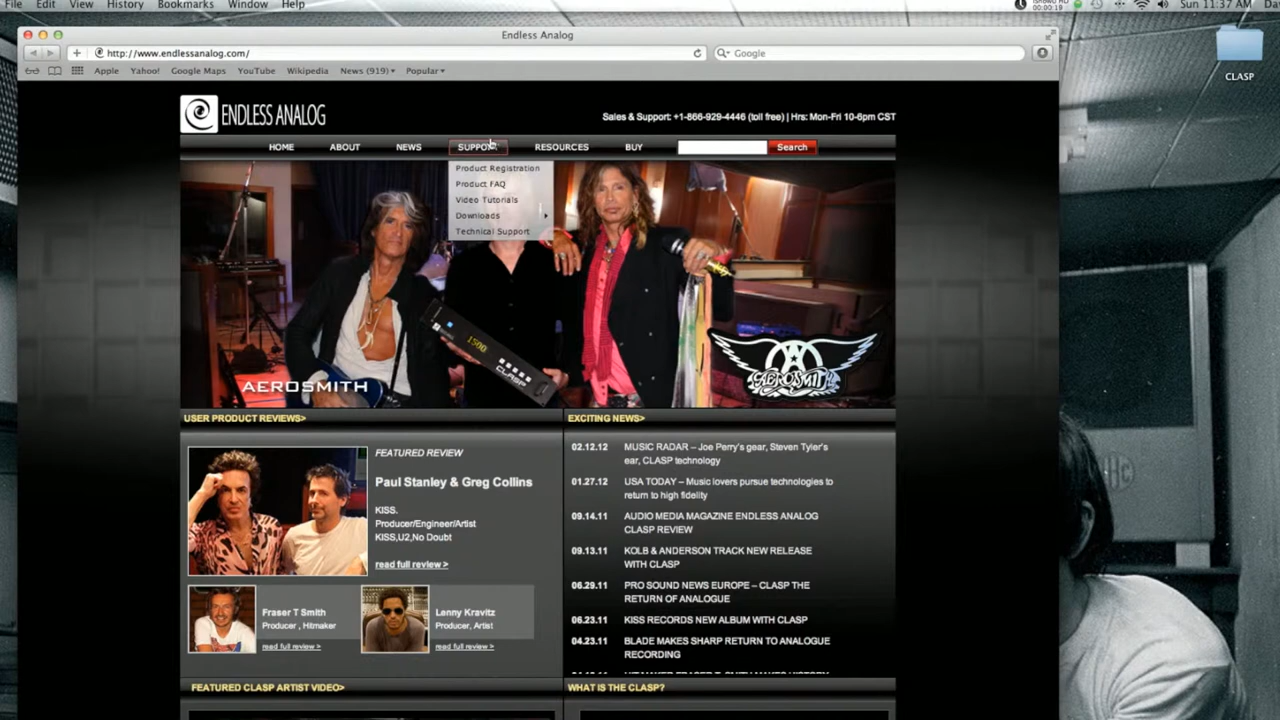 File Edit View History Bookmarks Window Help
Sun 11:37 AM
Endless Analog
http://www.endlessanalog.com/
Google
Apple Yahoo! Google Maps YouTube Wikipedia News (919) Popular
CLASP
ENDLESS ANALOG
Sales & Support: +1-866-929-4446 (toll free) | Hrs: Mon-Fri 10-6pm CST
HOME ABOUT NEWS SUPPORT RESOURCES BUY Search
Product Registration
Product FAQ
Video Tutorials
Downloads
Technical Support
1500
CLASP
AEROSMITH
AEROSMITH
USER PRODUCT REVIEWS>
FEATURED REVIEW
Paul Stanley & Greg Collins
KISS.
Producer/Engineer/Artist
KISS,U2,No Doubt
read full review >
Fraser T Smith
Producer , Hitmaker
read full review >
Lenny Kravitz
Producer, Artist
read full review >
EXCITING NEWS>
02.12.12 MUSIC RADAR – Joe Perry's gear, Steven Tyler's
ear, CLASP technology
01.27.12 USA TODAY – Music lovers pursue technologies to
return to high fidelity
09.14.11 AUDIO MEDIA MAGAZINE ENDLESS ANALOG
CLASP REVIEW
09.13.11 KOLB & ANDERSON TRACK NEW RELEASE
WITH CLASP
06.29.11 PRO SOUND NEWS EUROPE – CLASP THE
RETURN OF ANALOGUE
06.23.11 KISS RECORDS NEW ALBUM WITH CLASP
04.23.11 BLADE MAKES SHARP RETURN TO ANALOGUE
RECORDING
FEATURED CLASP ARTIST VIDEO>
WHAT IS THE CLASP?